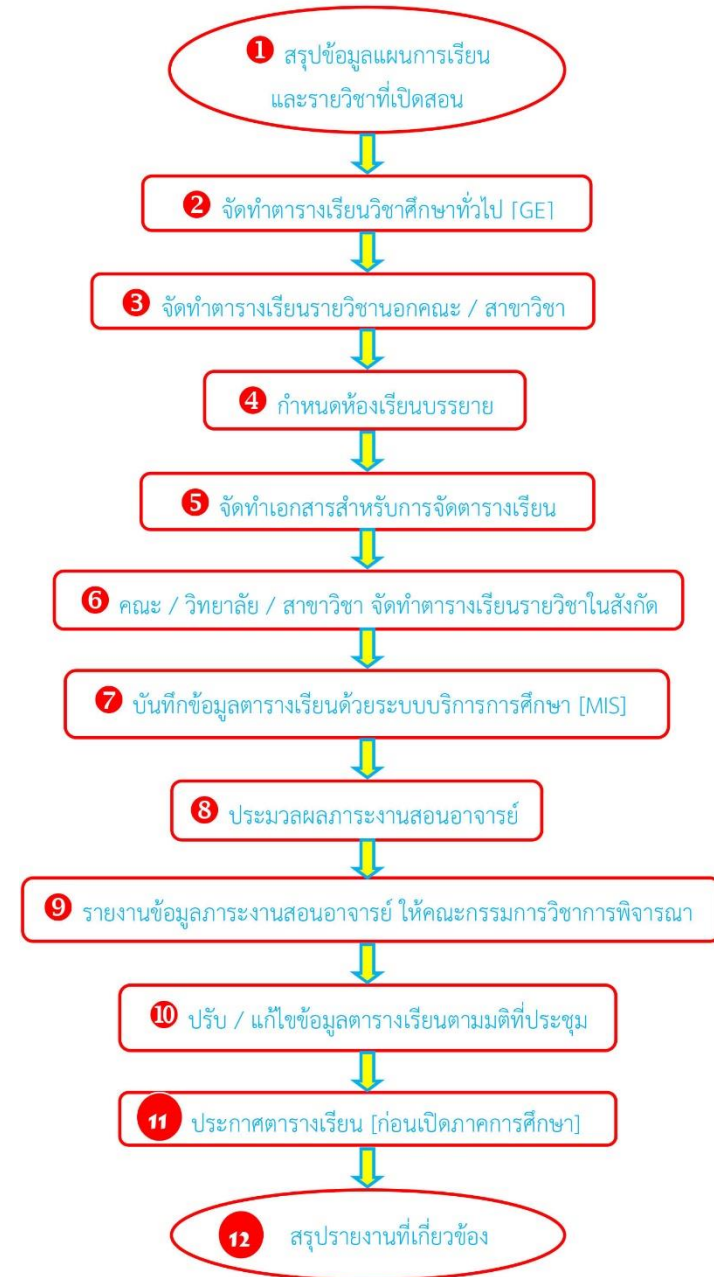 ❶ สรุปข้อมูลแผนการเรียน
และรายวิชาที่เปิดสอน
❷ จัดทำตารางเรียนวิชาศึกษาทั่วไป [GE]
❸ จัดทำตารางเรียนรายวิชานอกคณะ / สาขาวิชา
❹ กำหนดห้องเรียนบรรยาย
❺ จัดทำเอกสารสำหรับการจัดตารางเรียน
❻ คณะ / วิทยาลัย / สาขาวิชา จัดทำตารางเรียนรายวิชาในสังกัด
❼ บันทึกข้อมูลตารางเรียนด้วยระบบบริการการศึกษา [MIS]
❽ ประมวลผลภาระงานสอนอาจารย์
❾ รายงานข้อมูลภาระงานสอนอาจารย์ ให้คณะกรรมการวิชาการพิจารณา
❿ ปรับ / แก้ไขข้อมูลตารางเรียนตามมติที่ประชุม
11 ประกาศตารางเรียน [ก่อนเปิดภาคการศึกษา]
12 สรุปรายงานที่เกี่ยวข้อง